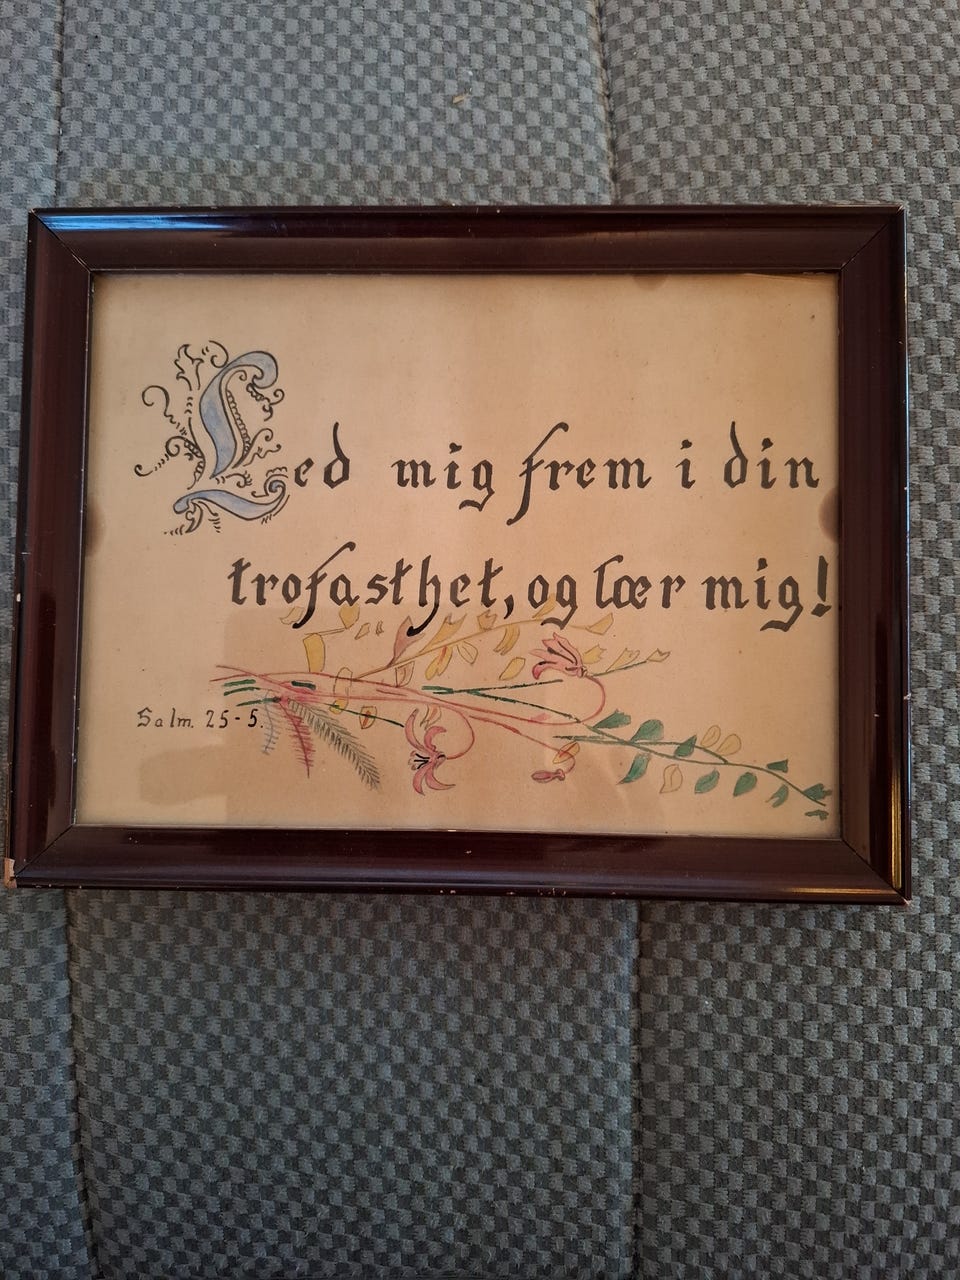 Led mig frem i din
trofasthet, og lær mig!
Salm. 25-5.